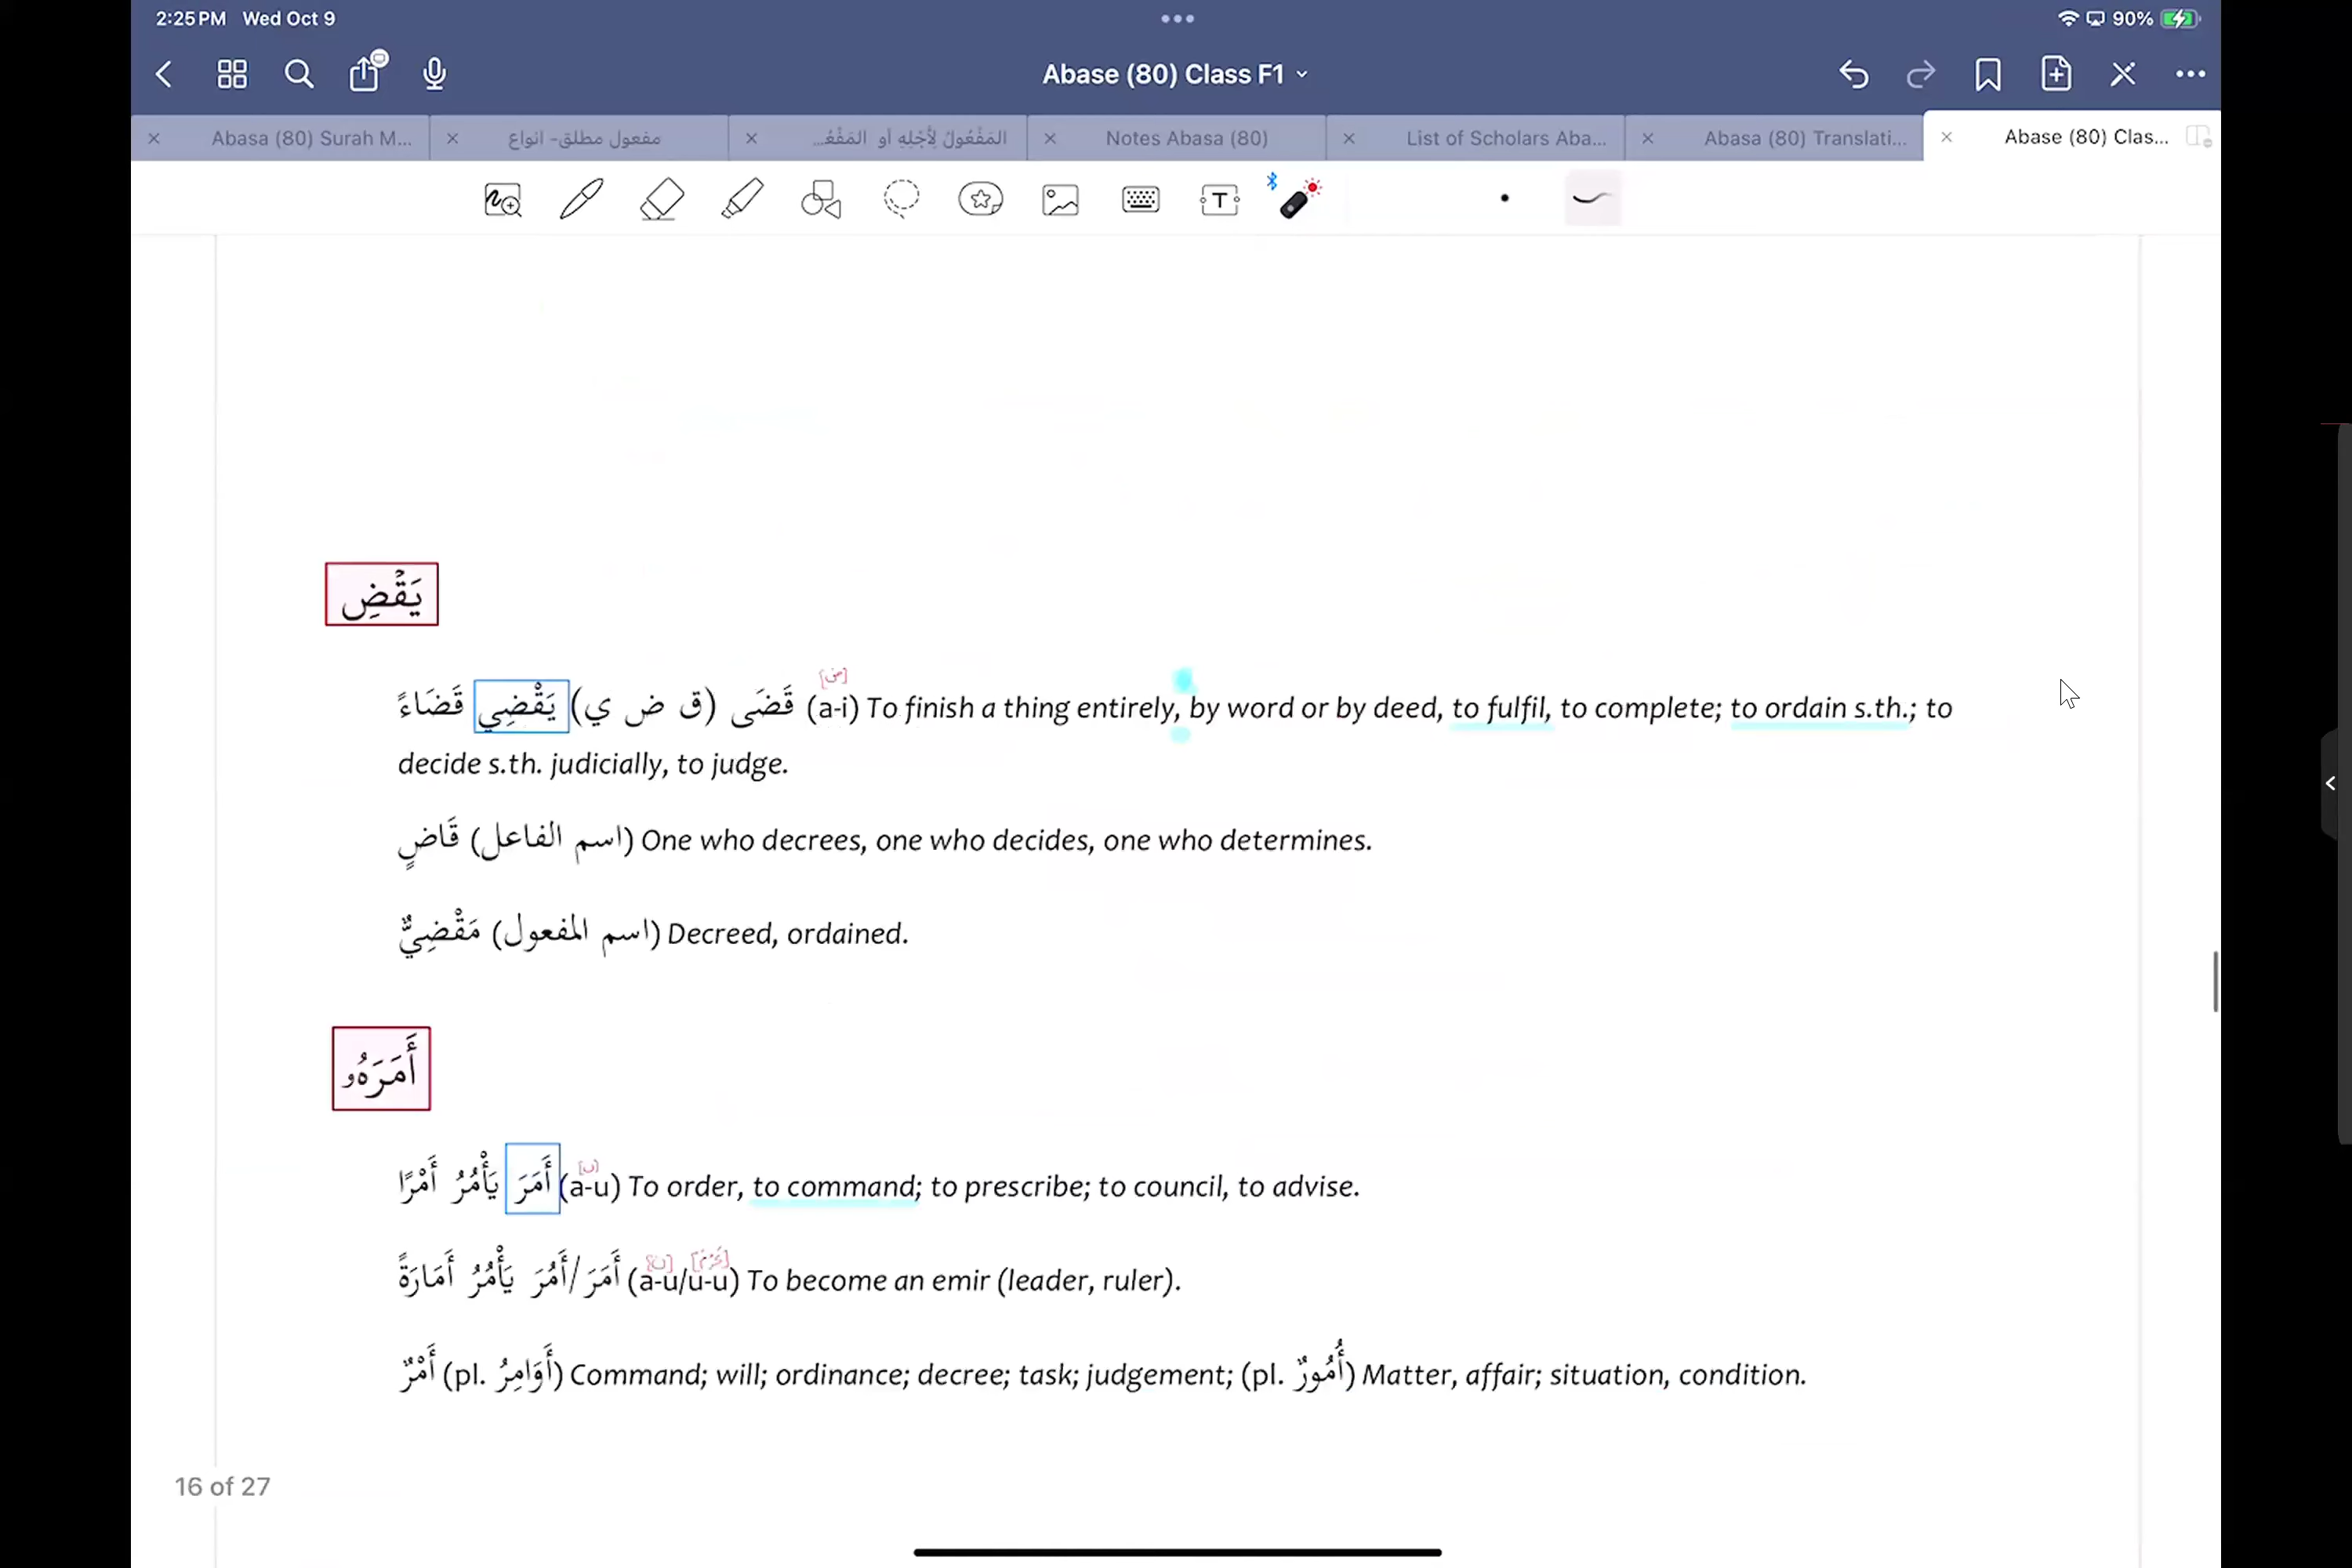 2:25 PM Wed Oct 9
90%
Abase (80) Class F1
Abasa (80) Surah M...
مفعول مطلق- انواع
المَفْعُولُ لِأَجْلِهِ أو المَفْعُ...
Notes Abasa (80)
List of Scholars Aba...
Abasa (80) Translati...
Abase (80) Clas...
يَقْضِ
[ض]
قَضَى (ق ض ي) يَقْضِي قَضَاءً (a-i) To finish a thing entirely, by word or by deed, to fulfil, to complete; to ordain s.th.; to
decide s.th. judicially, to judge.
قَاضٍ (اسم الفاعل) One who decrees, one who decides, one who determines.
مَقْضِيٌّ (اسم المفعول) Decreed, ordained.
أَمَرَهُۥ
[ن]
أَمَرَ يَأْمُرُ أَمْرًا (a-u) To order, to command; to prescribe; to council, to advise.
[ن] [كَرُمَ]
أَمَرَ/أَمُرَ يَأْمُرُ أَمَارَةً (a-u/u-u) To become an emir (leader, ruler).
أَمْرٌ (pl. أَوَامِرُ) Command; will; ordinance; decree; task; judgement; (pl. أُمُورٌ) Matter, affair; situation, condition.
16 of 27